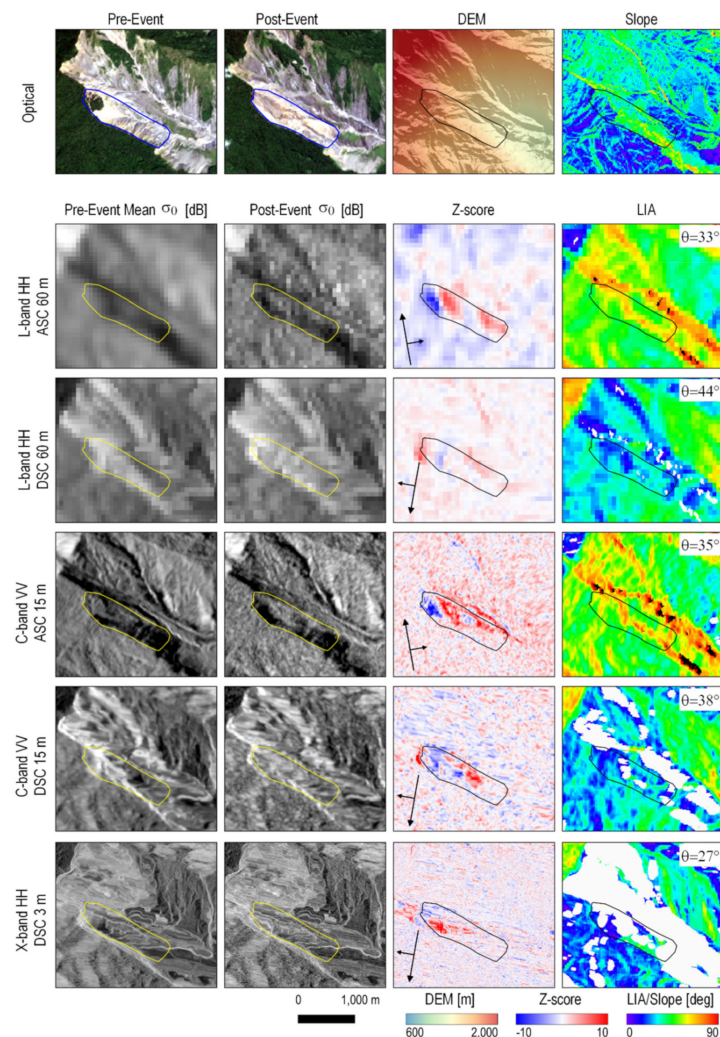 Pre-Event Post-Event DEM Slope
Optical
Pre-Event Mean σ0 [dB] Post-Event σ0 [dB] Z-score LIA
L-band HH
ASC 60 m
θ=33°
L-band HH
DSC 60 m
θ=44°
C-band VV
ASC 15 m
θ=35°
C-band VV
DSC 15 m
θ=38°
X-band HH
DSC 3 m
θ=27°
0 1,000 m
DEM [m] Z-score LIA/Slope [deg]
600 2.000 -10 10 0 90